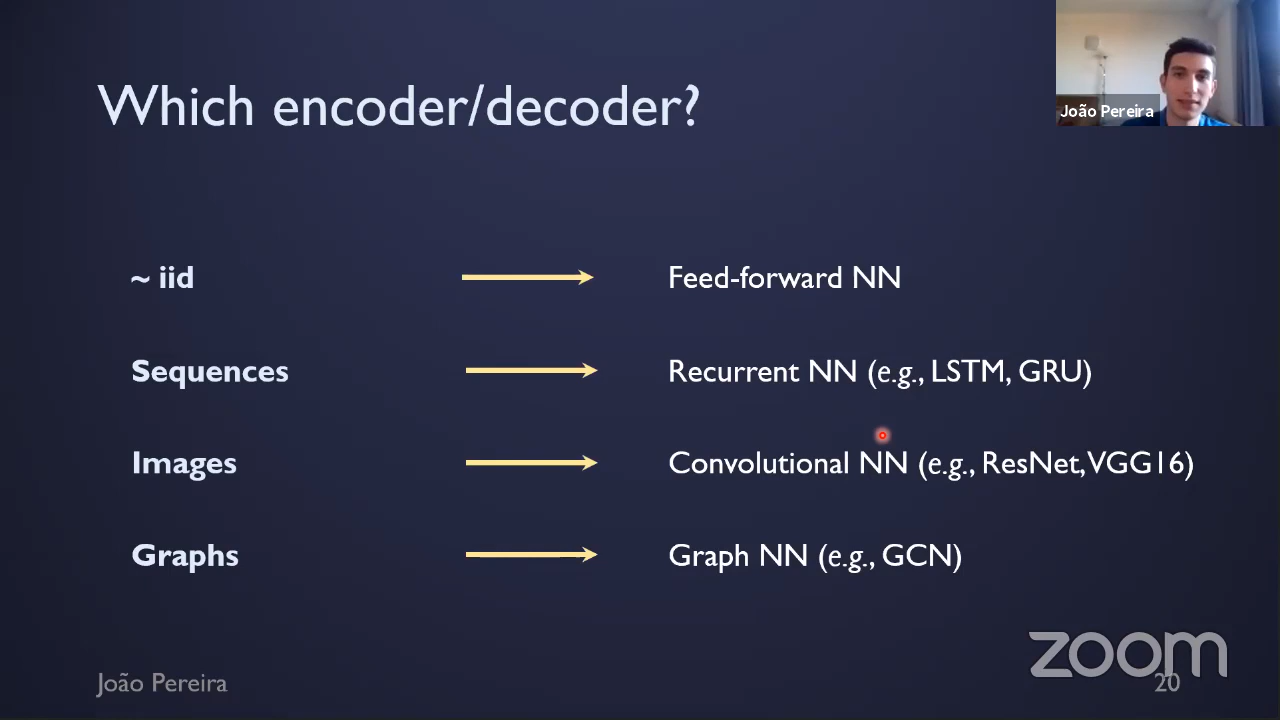 Which encoder/decoder?
João Pereira
~ iid
Feed-forward NN
Sequences
Recurrent NN (e.g., LSTM, GRU)
Images
Convolutional NN (e.g., ResNet, VGG16)
Graphs
Graph NN (e.g., GCN)
zoom
João Pereira
20